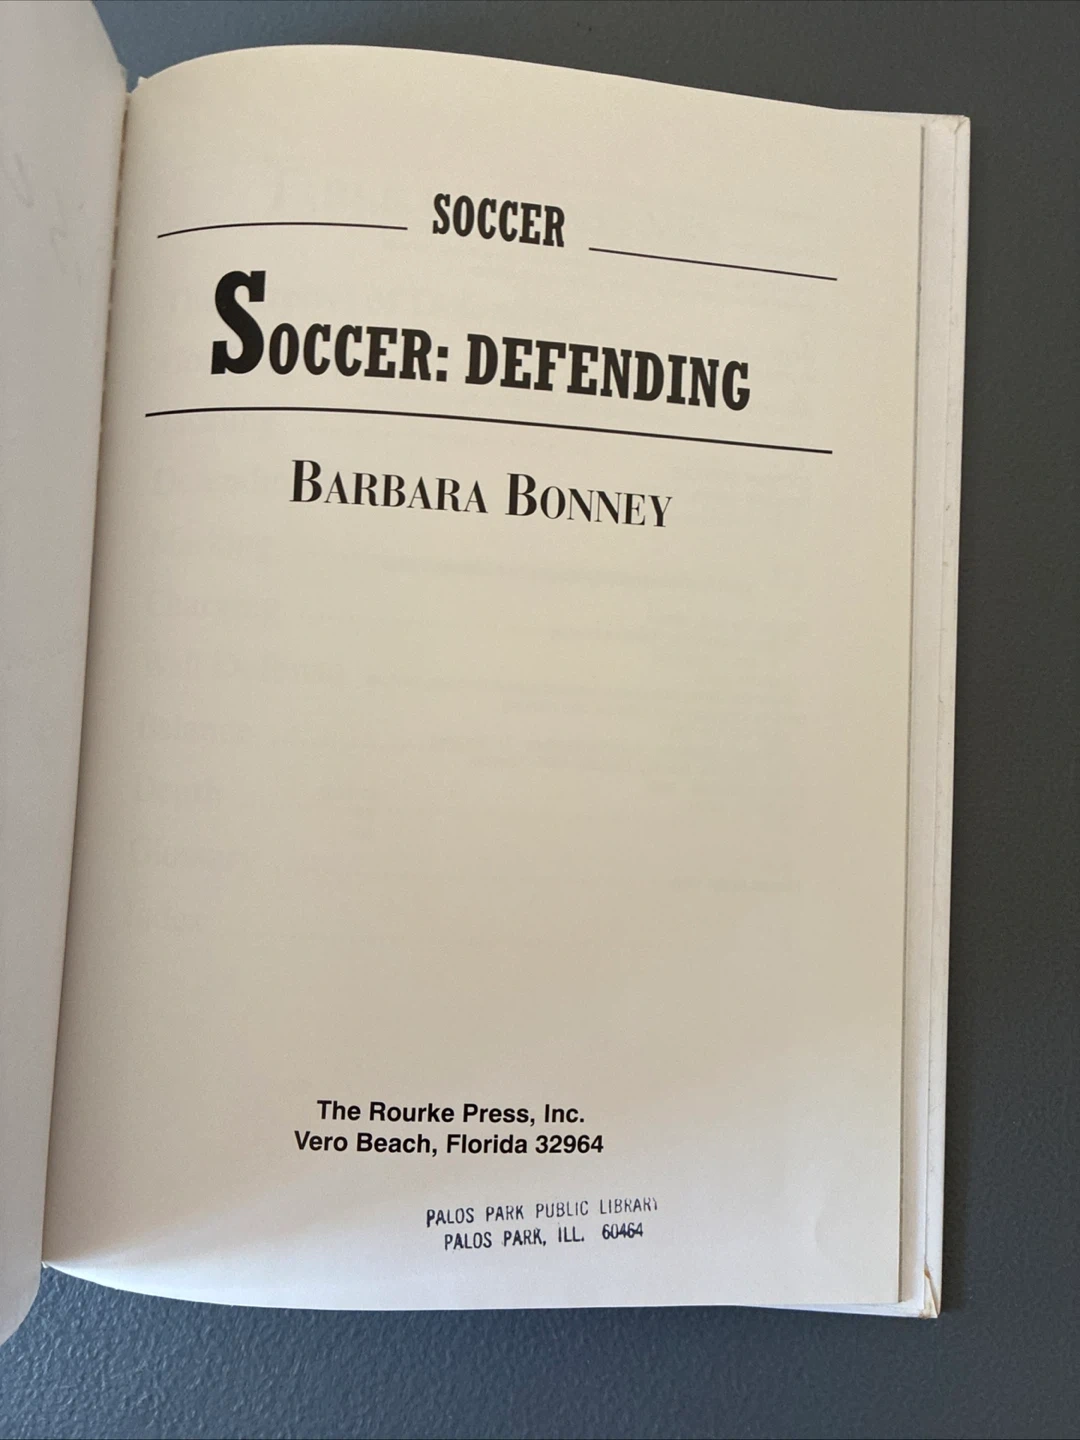 SOCCER
SOCCER: DEFENDING
BARBARA BONNEY
The Rourke Press, Inc.
Vero Beach, Florida 32964
PALOS PARK PUBLIC LIBRARY
PALOS PARK, ILL. 60464